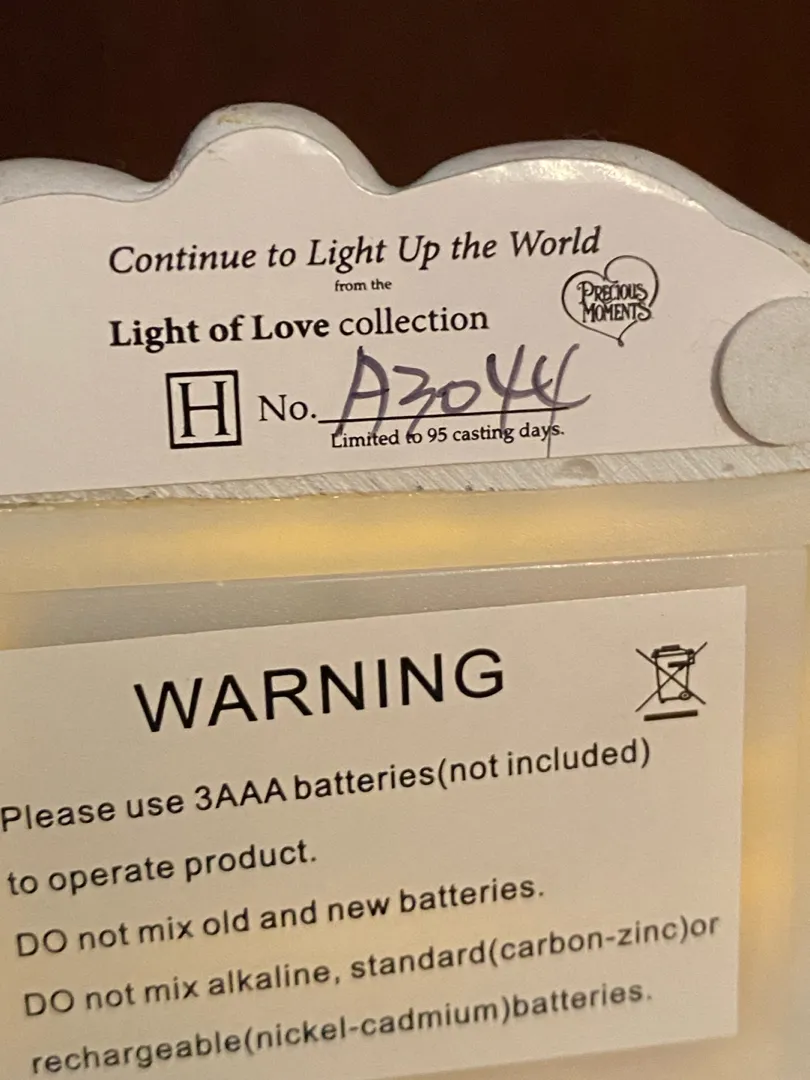 Continue to Light Up the World
from the
Light of Love collection
PRECIOUS
MOMENTS
H No. A3044
Limited to 95 casting days.
WARNING
Please use 3AAA batteries(not included)
to operate product.
DO not mix old and new batteries.
DO not mix alkaline, standard(carbon-zinc)or
rechargeable(nickel-cadmium)batteries.